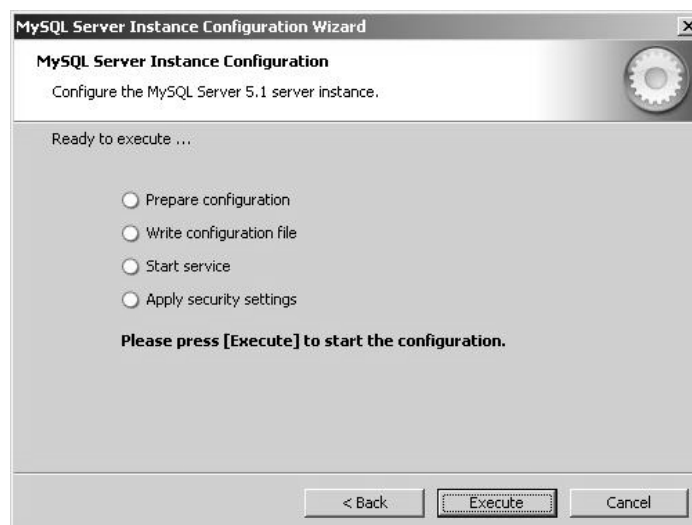 MySQL Server Instance Configuration Wizard
MySQL Server Instance Configuration
Configure the MySQL Server 5.1 server instance.
Ready to execute ...
Prepare configuration
Write configuration file
Start service
Apply security settings
Please press [Execute] to start the configuration.
< Back Execute Cancel